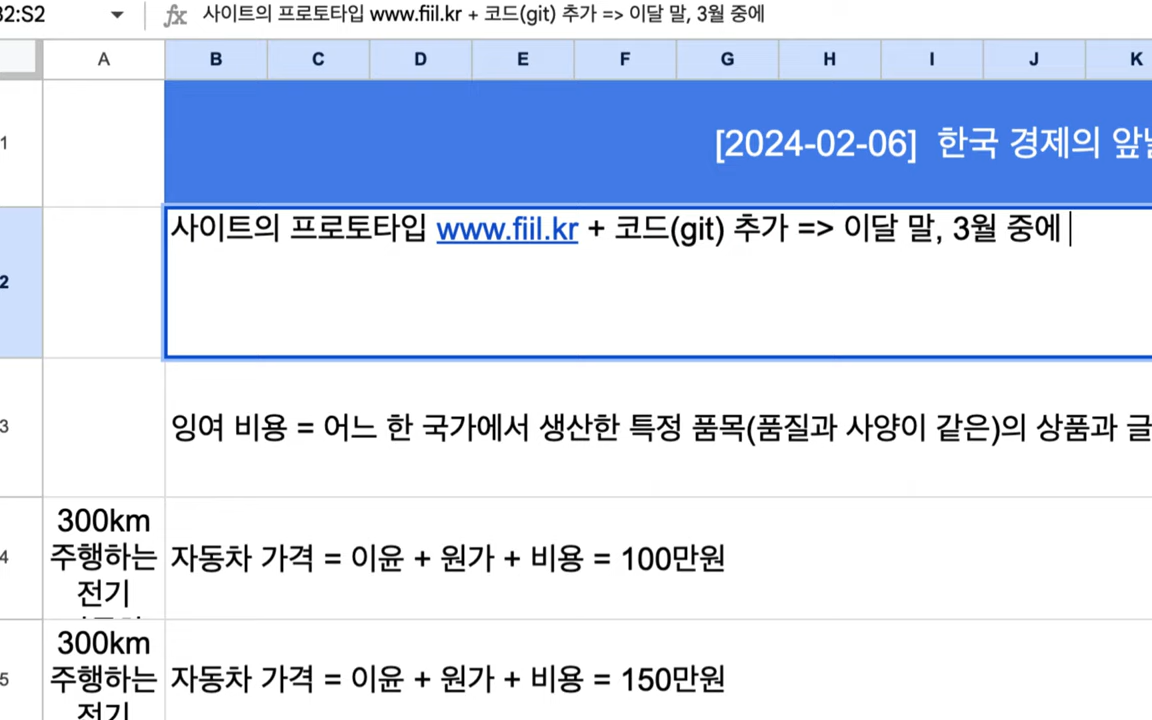 사이트의 프로토타입 www.fiil.kr + 코드(git) 추가 => 이달 말, 3월 중에
A B C D E F G H I J K
1
[2024-02-06] 한국 경제의
2
사이트의 프로토타입 www.fiil.kr + 코드(git) 추가 => 이달 말, 3월 중에
3
잉여 비용 = 어느 한 국가에서 생산한 특정 품목(품질과 사양이 같은)의 상품과
300km
4
주행하는
전기
자동차 가격 = 이윤 + 원가 + 비용 = 100만원
300km
5
주행하는
전기
자동차 가격 = 이윤 + 원가 + 비용 = 150만원